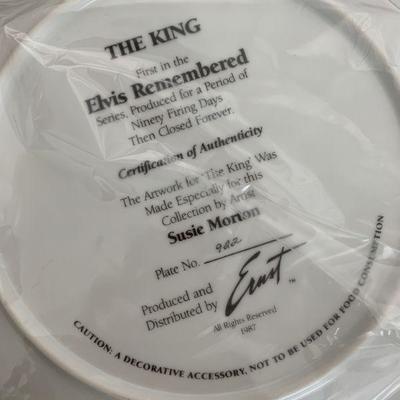 THE KING
First in the
Elvis Remembered
Series, Produced for a Period of
Ninety Firing Days
Then Closed Forever.
Certification of Authenticity
The Artwork for 'The King' Was
Made Especially for this
Collection by Artist
Susie Morton
Plate No. 922
Produced and
Distributed by Ernst ™
All Rights Reserved
1987
CAUTION: A DECORATIVE ACCESSORY, NOT TO BE USED FOR FOOD CONSUMPTION